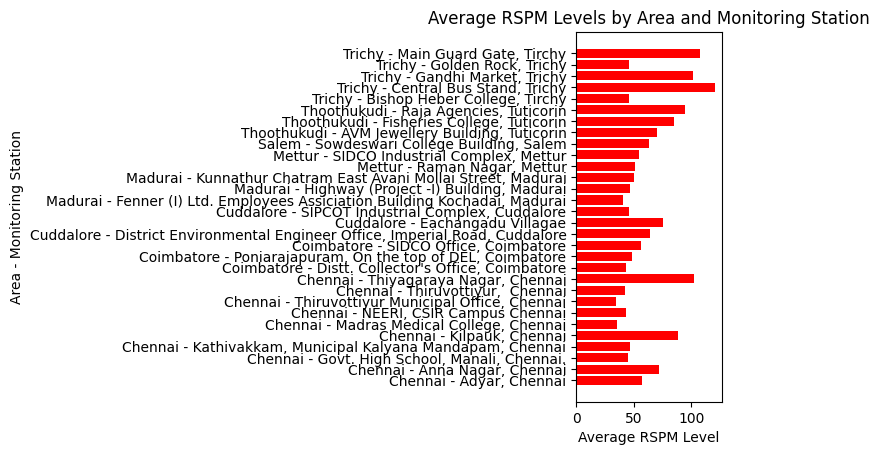 Average RSPM Levels by Area and Monitoring Station
Trichy - Main Guard Gate, Tirchy
Trichy - Golden Rock, Trichy
Trichy - Gandhi Market, Trichy
Trichy - Central Bus Stand, Trichy
Trichy - Bishop Heber College, Tirchy
Thoothukudi - Raja Agencies, Tuticorin
Thoothukudi - Fisheries College, Tuticorin
Thoothukudi - AVM Jewellery Building, Tuticorin
Salem - Sowdeswari College Building, Salem
Mettur - SIDCO Industrial Complex, Mettur
Mettur - Raman Nagar, Mettur
Madurai - Kunnathur Chatram East Avani Mollai Street, Madurai
Madurai - Highway (Project -I) Building, Madurai
Madurai - Fenner (I) Ltd. Employees Assiciation Building Kochadai, Madurai
Cuddalore - SIPCOT Industrial Complex, Cuddalore
Cuddalore - Eachangadu Villagae
Cuddalore - District Environmental Engineer Office, Imperial Road, Cuddalore
Coimbatore - SIDCO Office, Coimbatore
Coimbatore - Poniarajapuram, On the top of DEL, Coimbatore
Coimbatore - Distt. Collector's Office, Coimbatore
Chennai - Thiyagaraya Nagar, Chennai
Chennai - Thiruvottiyur, Chennai
Chennai - Thiruvottiyur Municipal Office, Chennai
Chennai - NEERI, CSIR Campus Chennai
Chennai - Madras Medical College, Chennai
Chennai - Kilpauk, Chennai
Chennai - Kathivakkam, Municipal Kalyana Mandapam, Chennai
Chennai - Govt. High School, Manali, Chennai.
Chennai - Anna Nagar, Chennai
Chennai - Adyar, Chennai
Area - Monitoring Station
0 50 100
Average RSPM Level